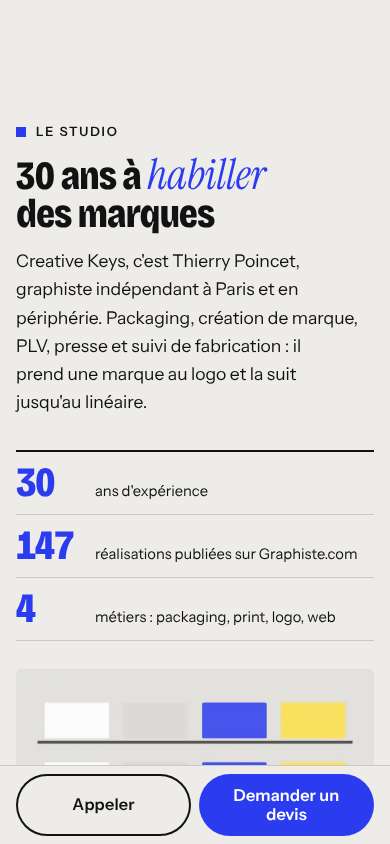 LE STUDIO
30 ans à habiller
des marques
Creative Keys, c'est Thierry Poincet,
graphiste indépendant à Paris et en
périphérie. Packaging, création de marque,
PLV, presse et suivi de fabrication : il
prend une marque au logo et la suit
jusqu'au linéaire.
30 ans d'expérience
147 réalisations publiées sur Graphiste.com
4 métiers : packaging, print, logo, web
Appeler
Demander un
devis